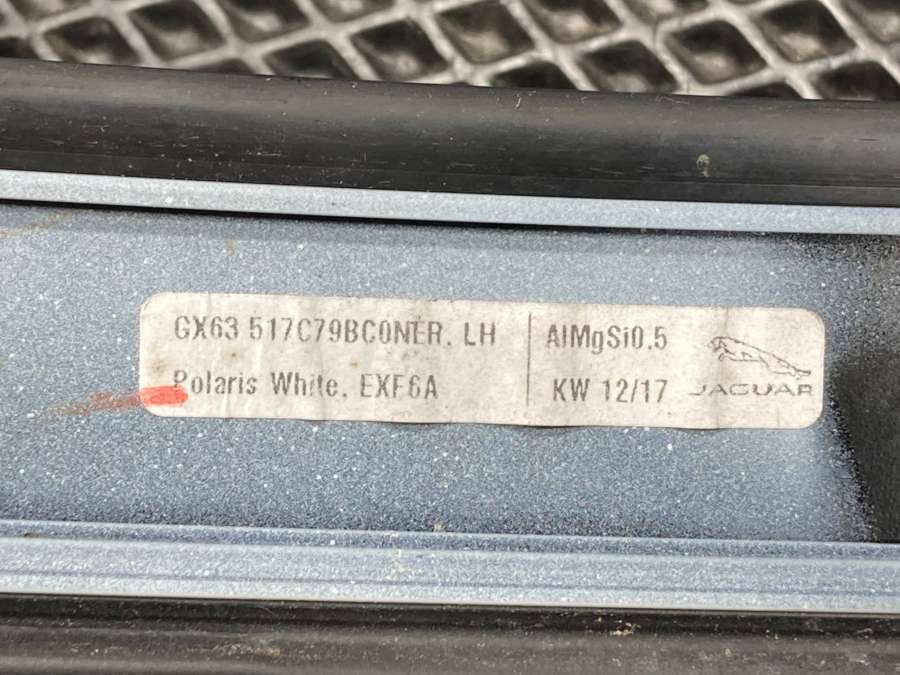 GX63 517C79BC0NER, LH
Polaris White, EXF6A
AlMgSi0.5
KW 12/17
JAGUAR